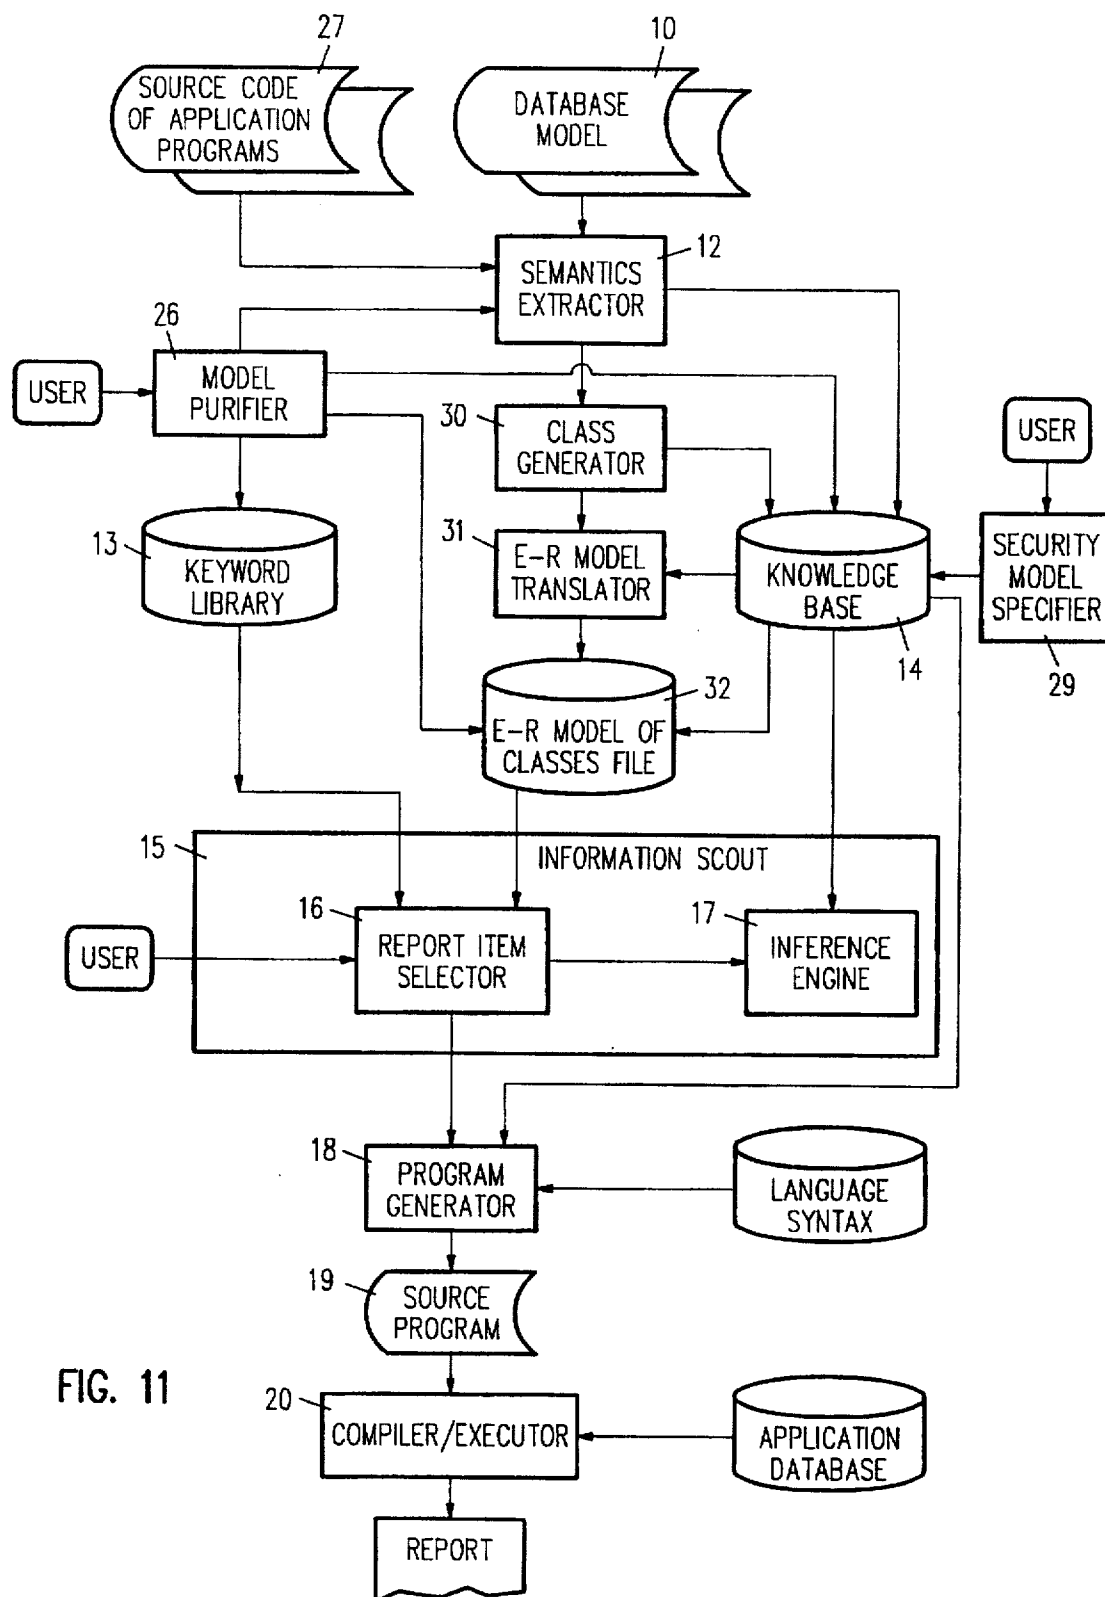 27
10
SOURCE CODE
OF APPLICATION
PROGRAMS
DATABASE
MODEL
12
SEMANTICS
EXTRACTOR
26
USER
MODEL
PURIFIER
30
CLASS
GENERATOR
USER
13
KEYWORD
LIBRARY
31
E-R MODEL
TRANSLATOR
KNOWLEDGE
BASE
14
SECURITY
MODEL
SPECIFIER
29
32
E-R MODEL OF
CLASSES FILE
15
INFORMATION SCOUT
16
REPORT ITEM
SELECTOR
17
INFERENCE
ENGINE
USER
18
PROGRAM
GENERATOR
LANGUAGE
SYNTAX
19
SOURCE
PROGRAM
FIG. 11
20
COMPILER/EXECUTOR
APPLICATION
DATABASE
REPORT